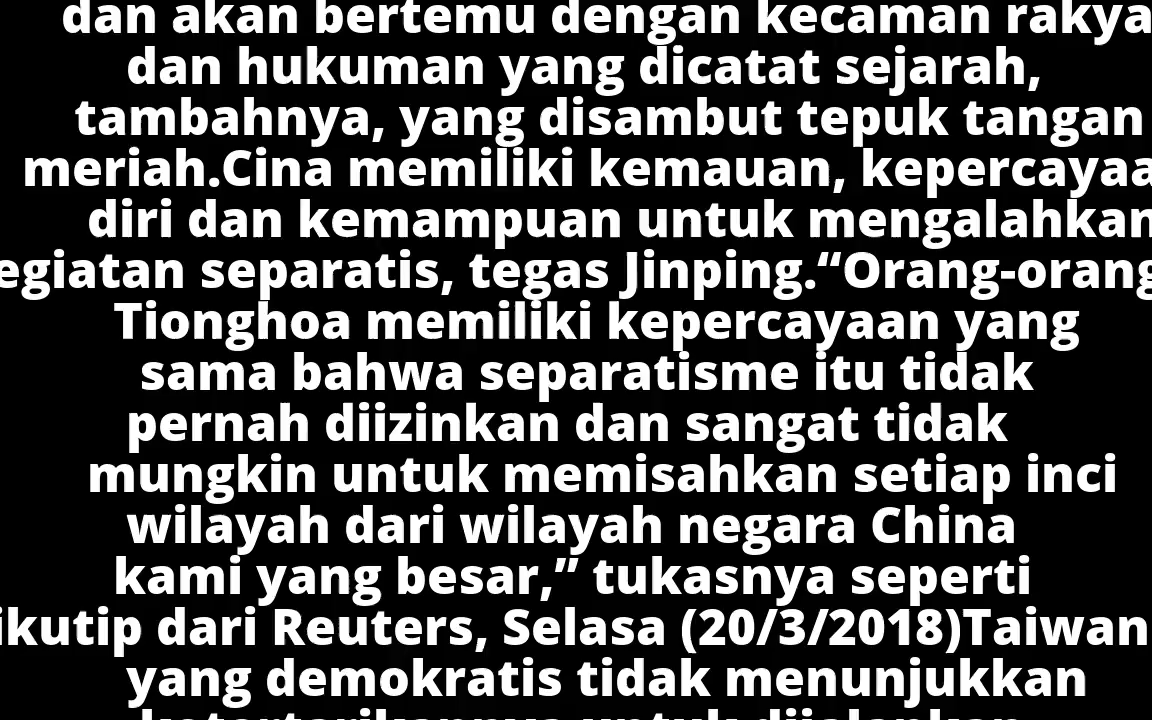 dan akan bertemu dengan kecaman rakya
dan hukuman yang dicatat sejarah,
tambahnya, yang disambut tepuk tangan
meriah.Cina memiliki kemauan, kepercayaa
diri dan kemampuan untuk mengalahkan
egiatan separatis, tegas Jinping.“Orang-orang
Tionghoa memiliki kepercayaan yang
sama bahwa separatisme itu tidak
pernah diizinkan dan sangat tidak
mungkin untuk memisahkan setiap inci
wilayah dari wilayah negara China
kami yang besar,” tukasnya seperti
ikutip dari Reuters, Selasa (20/3/2018)Taiwan
yang demokratis tidak menunjukkan